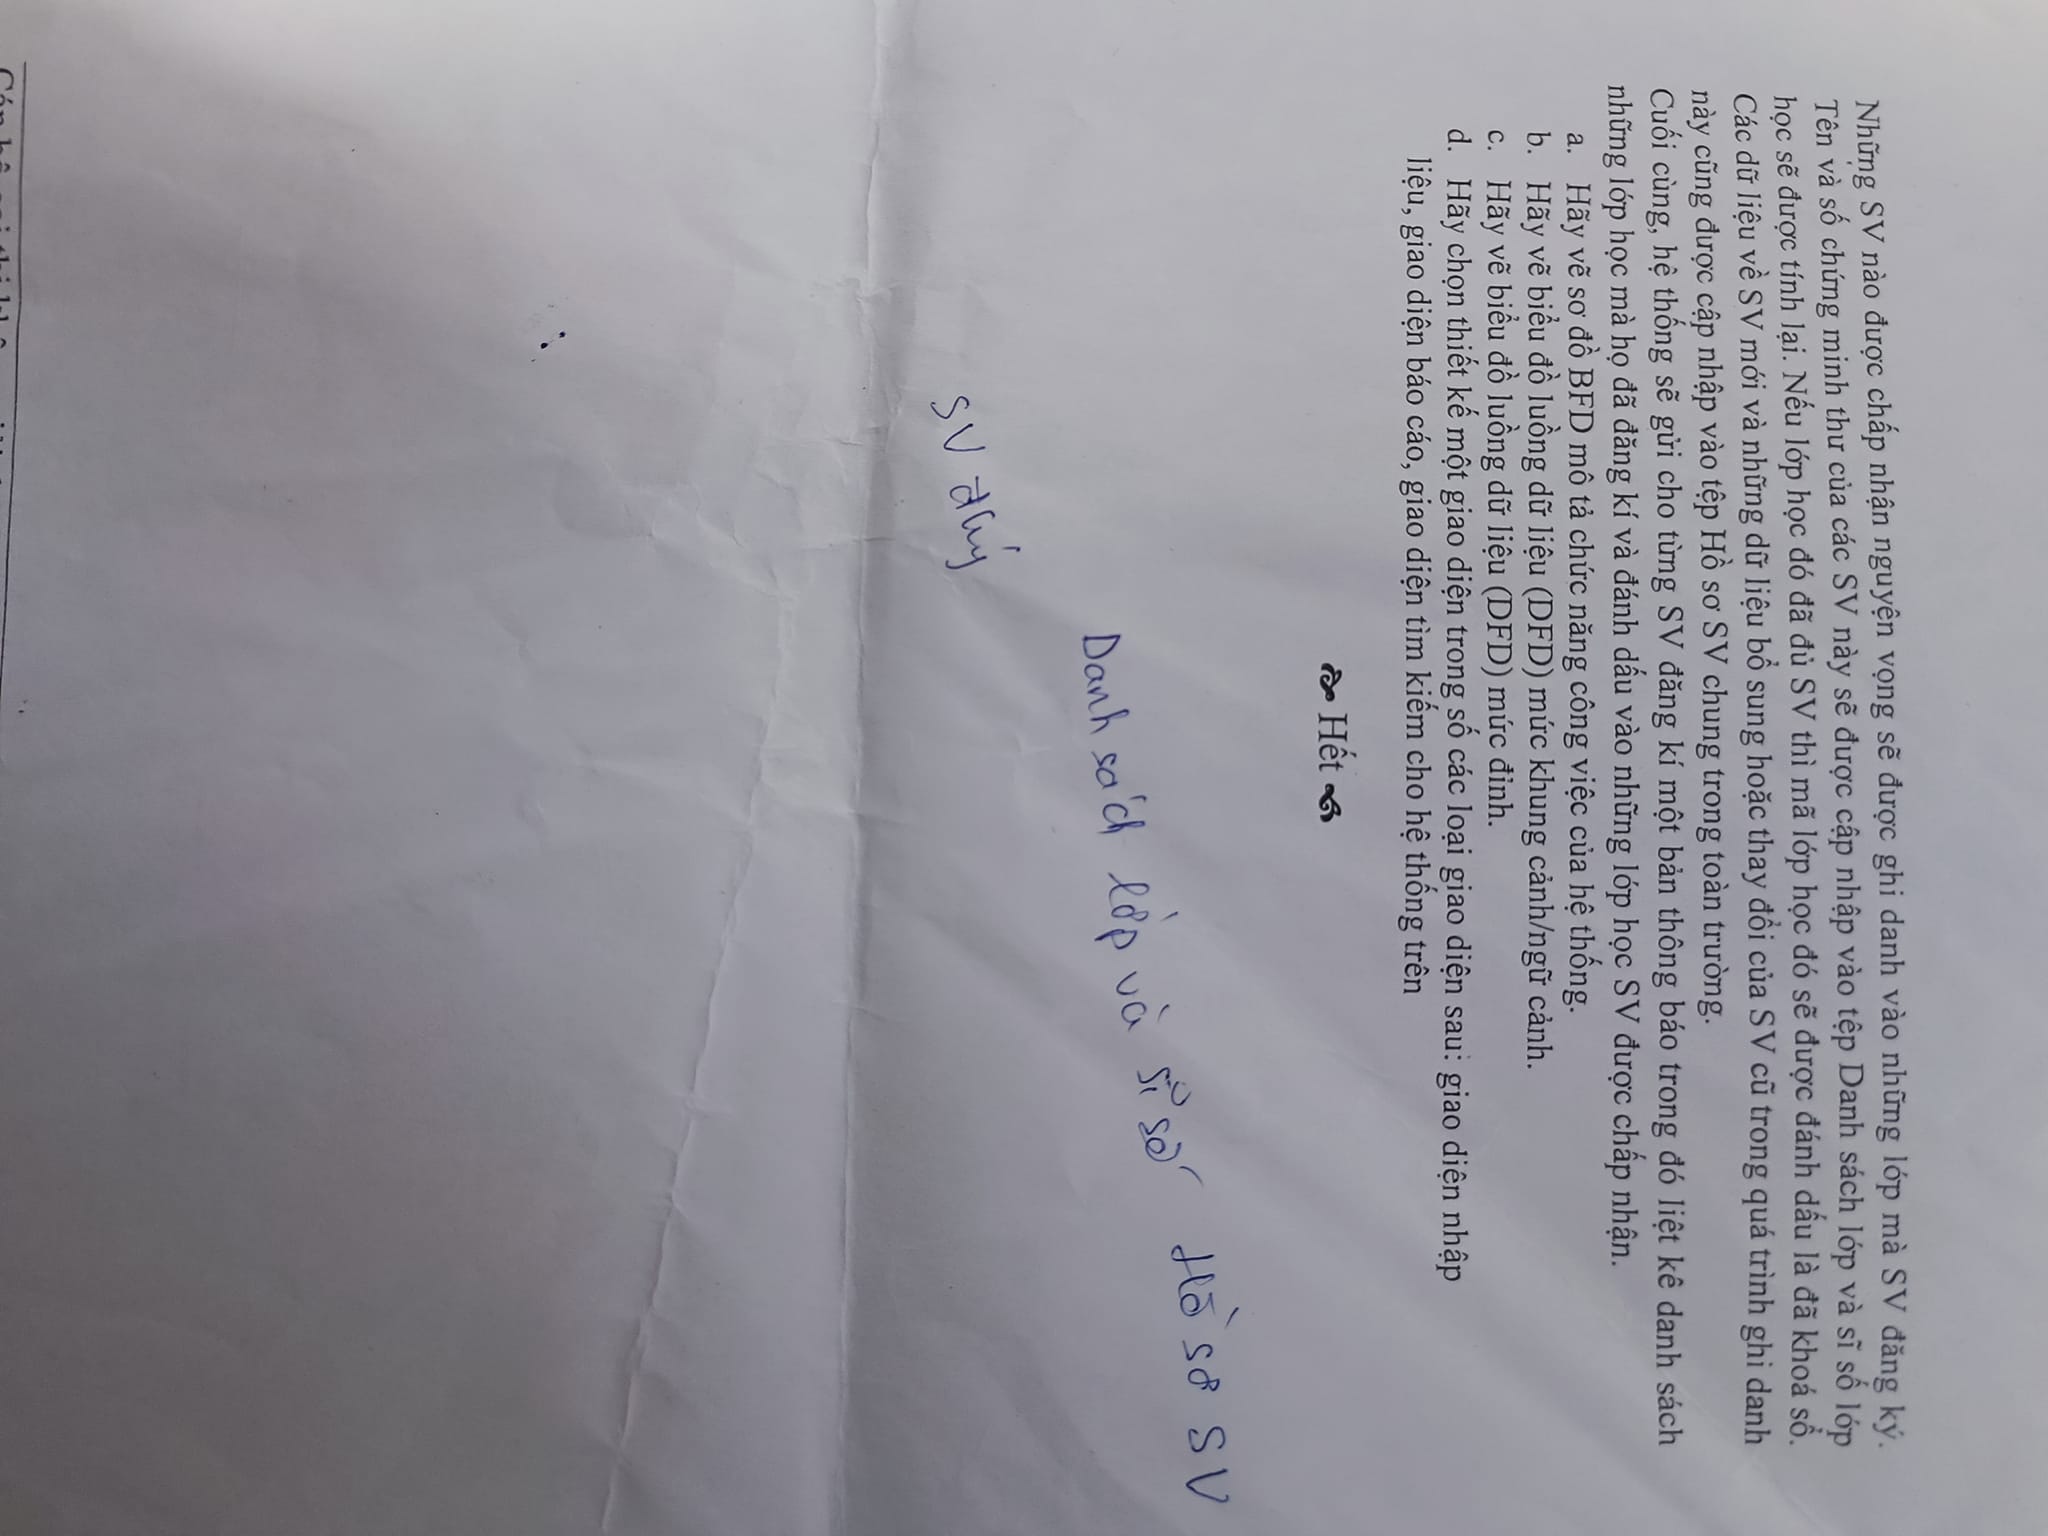 Những SV nào được chấp nhận nguyện vọng sẽ được ghi danh vào những lớp mà SV đăng ký.
Tên và số chứng minh thư của các SV này sẽ được cập nhập vào tệp Danh sách lớp và sĩ số lớp
học sẽ được tính lại. Nếu lớp học đó đã đủ SV thì mã lớp học đó sẽ được đánh dấu là đã khoá sổ.
Các dữ liệu về SV mới và những dữ liệu bổ sung hoặc thay đổi của SV cũ trong quá trình ghi danh
này cũng được cập nhập vào tệp Hồ sơ SV chung trong toàn trường.
Cuối cùng, hệ thống sẽ gửi cho từng SV đăng kí một bản thông báo trong đó liệt kê danh sách
những lớp học mà họ đã đăng kí và đánh dấu vào những lớp học SV được chấp nhận.
a. Hãy vẽ sơ đồ BFD mô tả chức năng công việc của hệ thống.
b. Hãy vẽ biểu đồ luồng dữ liệu (DFD) mức khung cảnh/ngữ cảnh.
c. Hãy vẽ biểu đồ luồng dữ liệu (DFD) mức đỉnh.
d. Hãy chọn thiết kế một giao diện trong số các loại giao diện sau: giao diện nhập
liệu, giao diện báo cáo, giao diện tìm kiếm cho hệ thống trên
Hết
Danh sách lớp và sĩ số Hồ sơ SV
SV đký